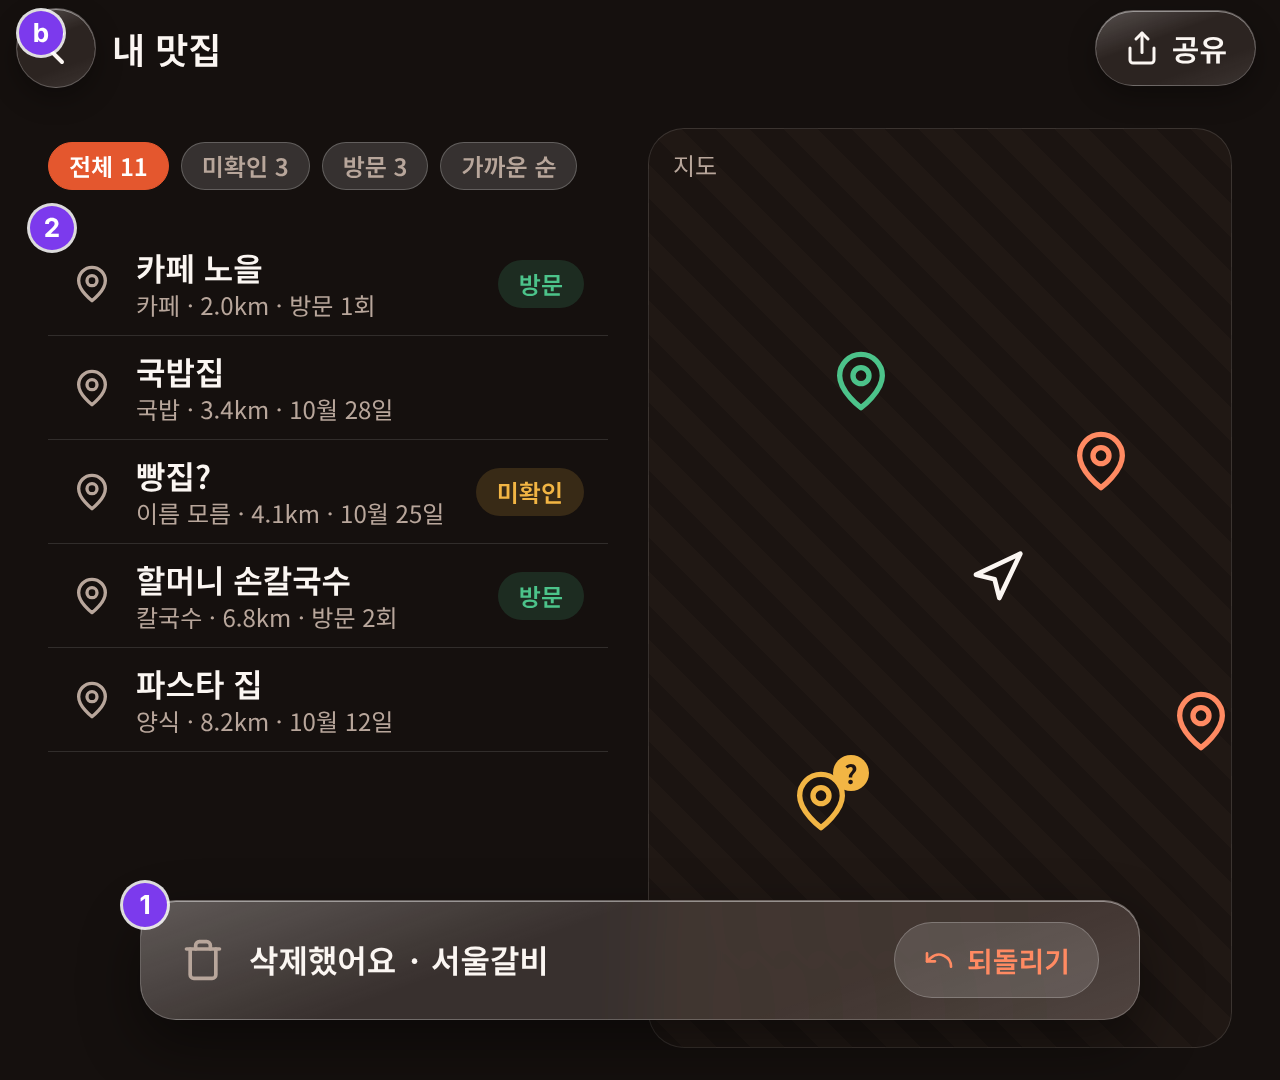 b
내 맛집
공유
전체 11
미확인 3
방문 3
가까운 순
지도
2
카페 노을
카페 · 2.0km · 방문 1회
방문
국밥집
국밥 · 3.4km · 10월 28일
빵집?
이름 모름 · 4.1km · 10월 25일
미확인
할머니 손칼국수
칼국수 · 6.8km · 방문 2회
방문
파스타 집
양식 · 8.2km · 10월 12일
?
1
삭제했어요 · 서울갈비
되돌리기